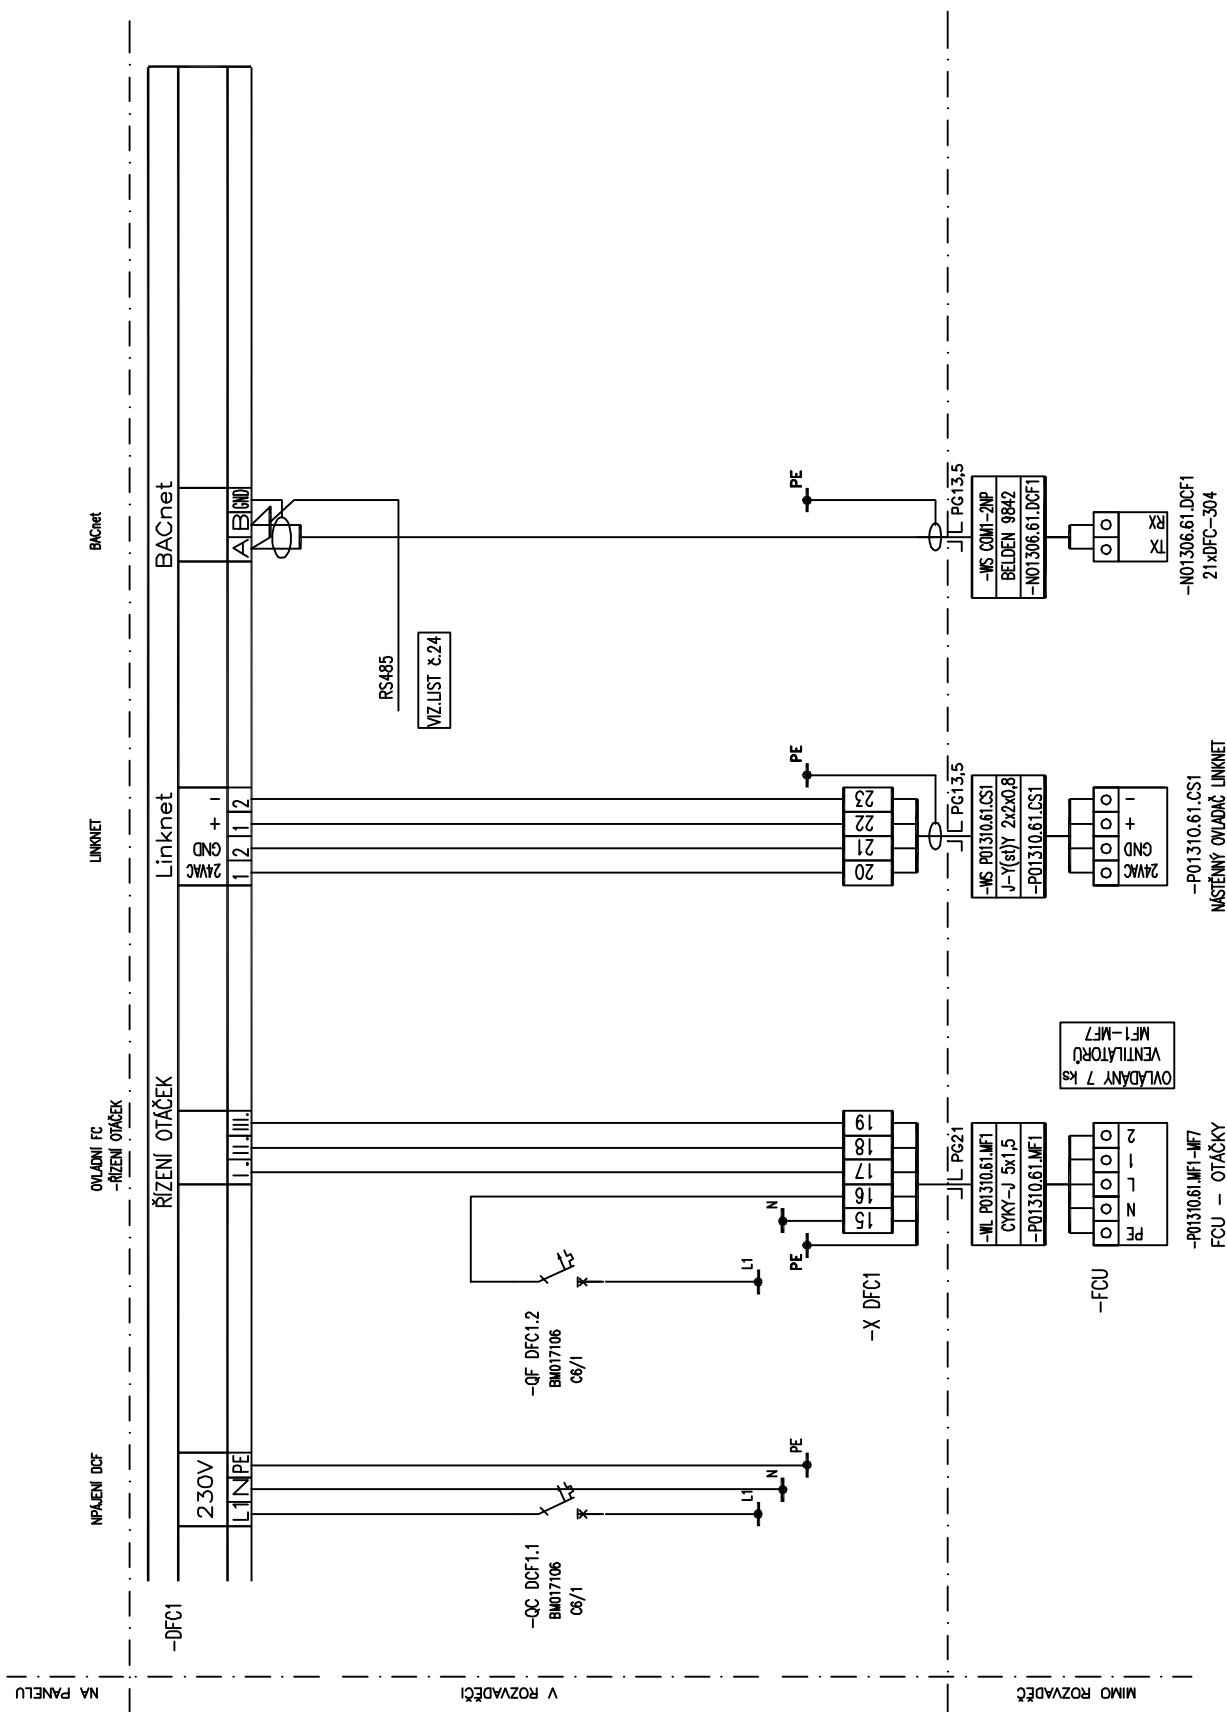 NA PANELU
V ROZVADĚČI
MIMO ROZVADĚČ
NPÁJENÍ DCF
OVLÁDNÍ FC
-ŘÍZENÍ OTÁČEK
LINKNET
BACnet
-DFC1
230V
L1 N PE
ŘÍZENÍ OTÁČEK
I. II. III.
Linknet
24VAC GND + -
1 2 1 2
BACnet
A B GND
-QC DCF1.1
BM017106
C6/1
L1
N
PE
-QF DFC1.2
BM017106
C6/1
L1
PE
N
RS485
VIZ.LIST č.24
PE
PE
-X DFC1
15 16 17 18 19
20 21 22 23
PG21
PG13,5
PG13,5
-WL P01310.61.MF1
CYKY-J 5x1,5
-P01310.61.MF1
-WS P01310.61.CS1
J-Y(st)Y 2x2x0,8
-P01310.61.CS1
-WS COM1-2NP
BELDEN 9842
-N01306.61.DCF1
-FCU
PE N L 1 2
OVLÁDÁNY 7 ks
VENTILÁTORŮ
MF1-MF7
24VAC GND + -
TX RX
-P01310.61.MF1-MF7
FCU - OTÁČKY
-P01310.61.CS1
NÁSTĚNNÝ OVLADAČ LINKNET
-N01306.61.DCF1
21xDFC-304